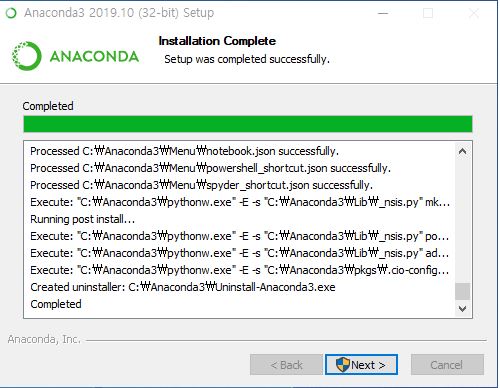 Anaconda3 2019.10 (32-bit) Setup
ANACONDA
Installation Complete
Setup was completed successfully.
Completed
Processed C:₩Anaconda3₩Menu₩notebook.json successfully.
Processed C:₩Anaconda3₩Menu₩powershell_shortcut.json successfully.
Processed C:₩Anaconda3₩Menu₩spyder_shortcut.json successfully.
Execute: "C:₩Anaconda3₩pythonw.exe" -E -s "C:₩Anaconda3₩Lib₩_nsis.py" mk...
Running post install...
Execute: "C:₩Anaconda3₩pythonw.exe" -E -s "C:₩Anaconda3₩Lib₩_nsis.py" po...
Execute: "C:₩Anaconda3₩pythonw.exe" -E -s "C:₩Anaconda3₩Lib₩_nsis.py" ad...
Execute: "C:₩Anaconda3₩pythonw.exe" -E -s "C:₩Anaconda3₩pkgs₩.cio-config...
Created uninstaller: C:₩Anaconda3₩Uninstall-Anaconda3.exe
Completed
Anaconda, Inc.
< Back
Next >
Cancel